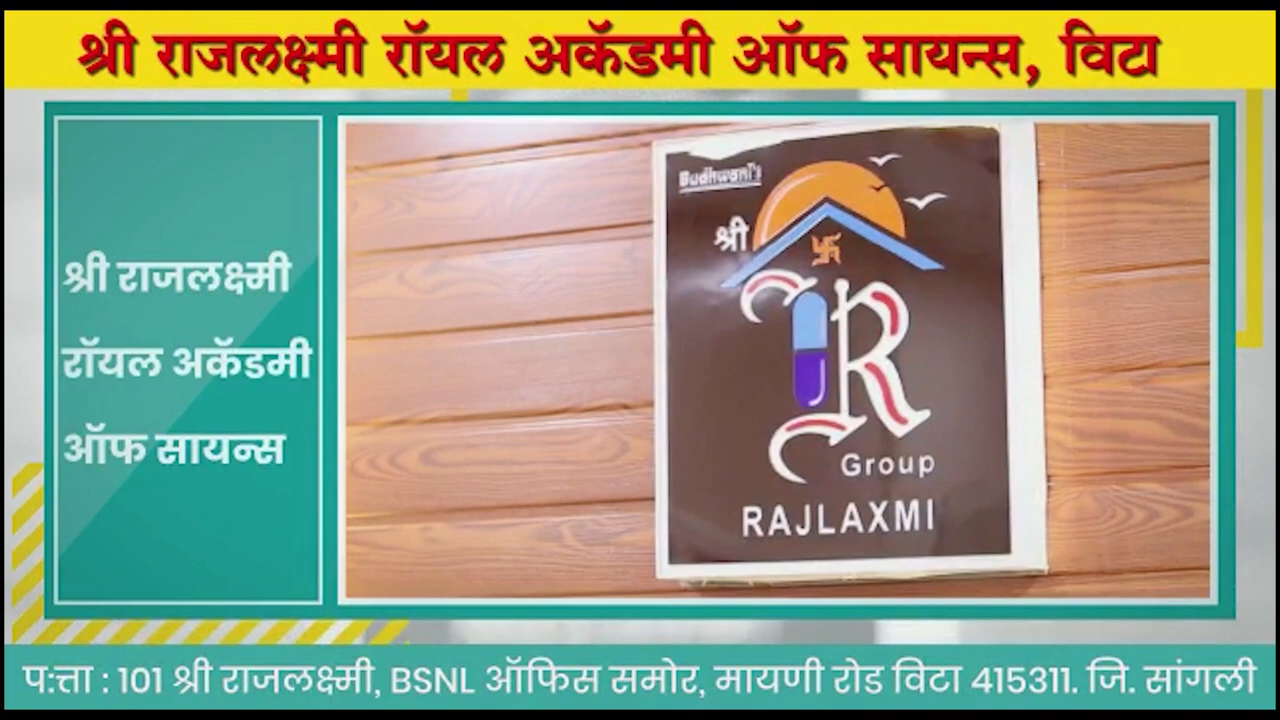 श्री राजलक्ष्मी रॉयल अकॅडमी ऑफ सायन्स, विटा
श्री राजलक्ष्मी
रॉयल अकॅडमी
ऑफ सायन्स
Budhwani's
श्री
R
Group
RAJLAXMI
प:त्ता : 101 श्री राजलक्ष्मी, BSNL ऑफिस समोर, मायणी रोड विटा 415311. जि. सांगली